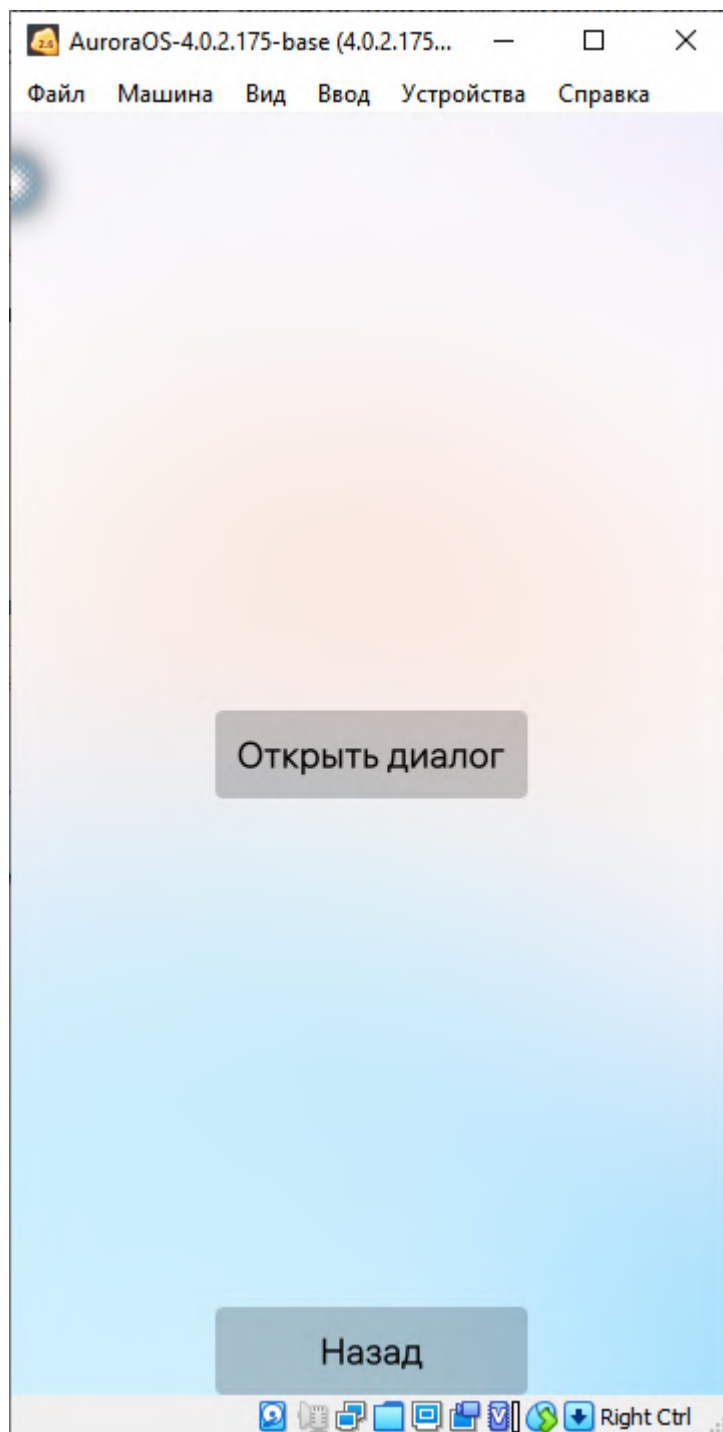 AuroraOS-4.0.2.175-base (4.0.2.175...
Файл Машина Вид Ввод Устройства Справка
Открыть диалог
Назад
Right Ctrl